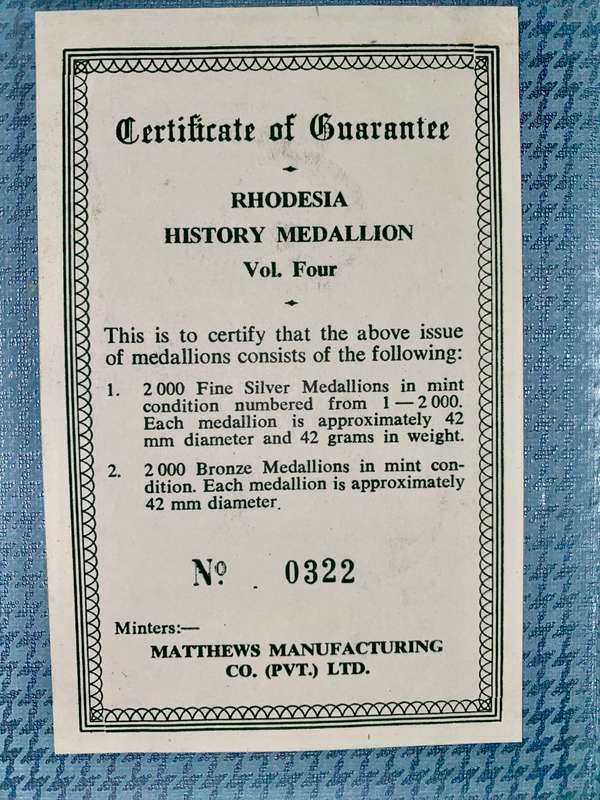 Certificate of Guarantee
RHODESIA
HISTORY MEDALLION
Vol. Four
This is to certify that the above issue
of medallions consists of the following:
1. 2 000 Fine Silver Medallions in mint
condition numbered from 1 — 2 000.
Each medallion is approximately 42
mm diameter and 42 grams in weight.
2. 2 000 Bronze Medallions in mint con-
dition. Each medallion is approximately
42 mm diameter.
Nº 0322
Minters:—
MATTHEWS MANUFACTURING
CO. (PVT.) LTD.